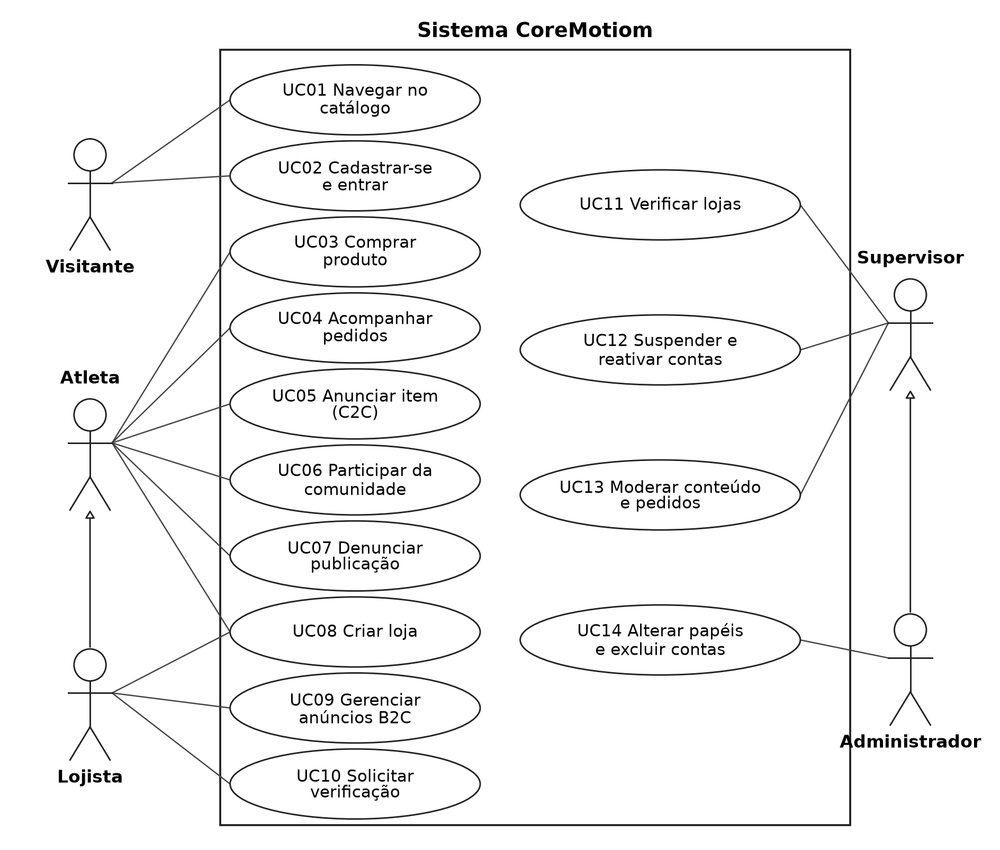 Sistema CoreMotiom
UC01 Navegar no
catálogo
UC02 Cadastrar-se
e entrar
Visitante
UC03 Comprar
produto
UC04 Acompanhar
pedidos
Atleta
UC05 Anunciar item
(C2C)
UC06 Participar da
comunidade
UC07 Denunciar
publicação
UC08 Criar loja
UC09 Gerenciar
anúncios B2C
Lojista
UC10 Solicitar
verificação
UC11 Verificar lojas
Supervisor
UC12 Suspender e
reativar contas
UC13 Moderar conteúdo
e pedidos
UC14 Alterar papéis
e excluir contas
Administrador